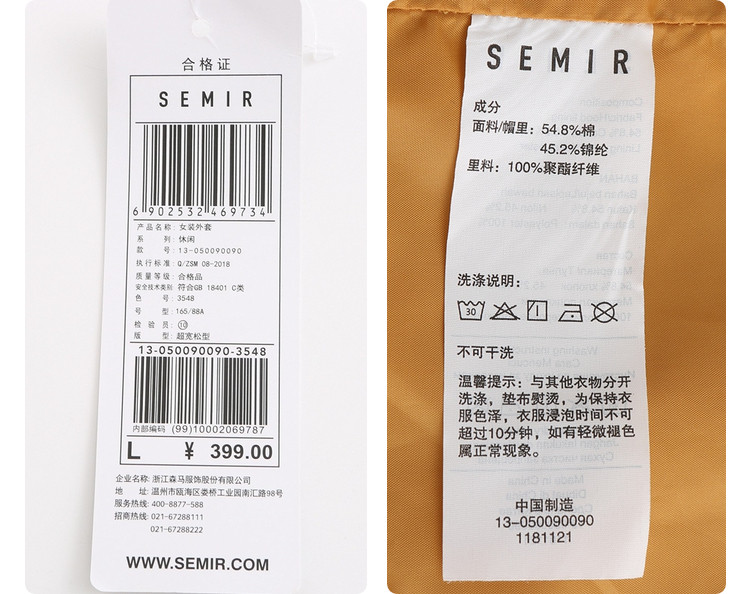 合格证
SEMIR
6 902532 469734
产品名称: 女装外套
系 列: 休闲
款 号: 13-050090090
执行标准: Q/ZSM 08-2018
质量等级: 合格品
安全技术类别: 符合GB 18401 C类
色 号: 3548
号 型: 165/88A
检 验 员: ⑩
版 型: 超宽松型
13-050090090-3548
内部编码: (99)10002069787
L ¥ 399.00
企业名称: 浙江森马服饰股份有限公司
地 址: 温州市瓯海区娄桥工业园南汇路98号
服务热线: 400-8877-588
招商热线: 021-67288111
021-67288222
WWW.SEMIR.COM
SEMIR
成分
面料/帽里: 54.8%棉
45.2%锦纶
里料: 100%聚酯纤维
洗涤说明:
30
不可干洗
温馨提示: 与其他衣物分开
洗涤, 垫布熨烫, 为保持衣
服色泽, 衣服浸泡时间不可
超过10分钟, 如有轻微褪色
属正常现象。
中国制造
13-050090090
1181121